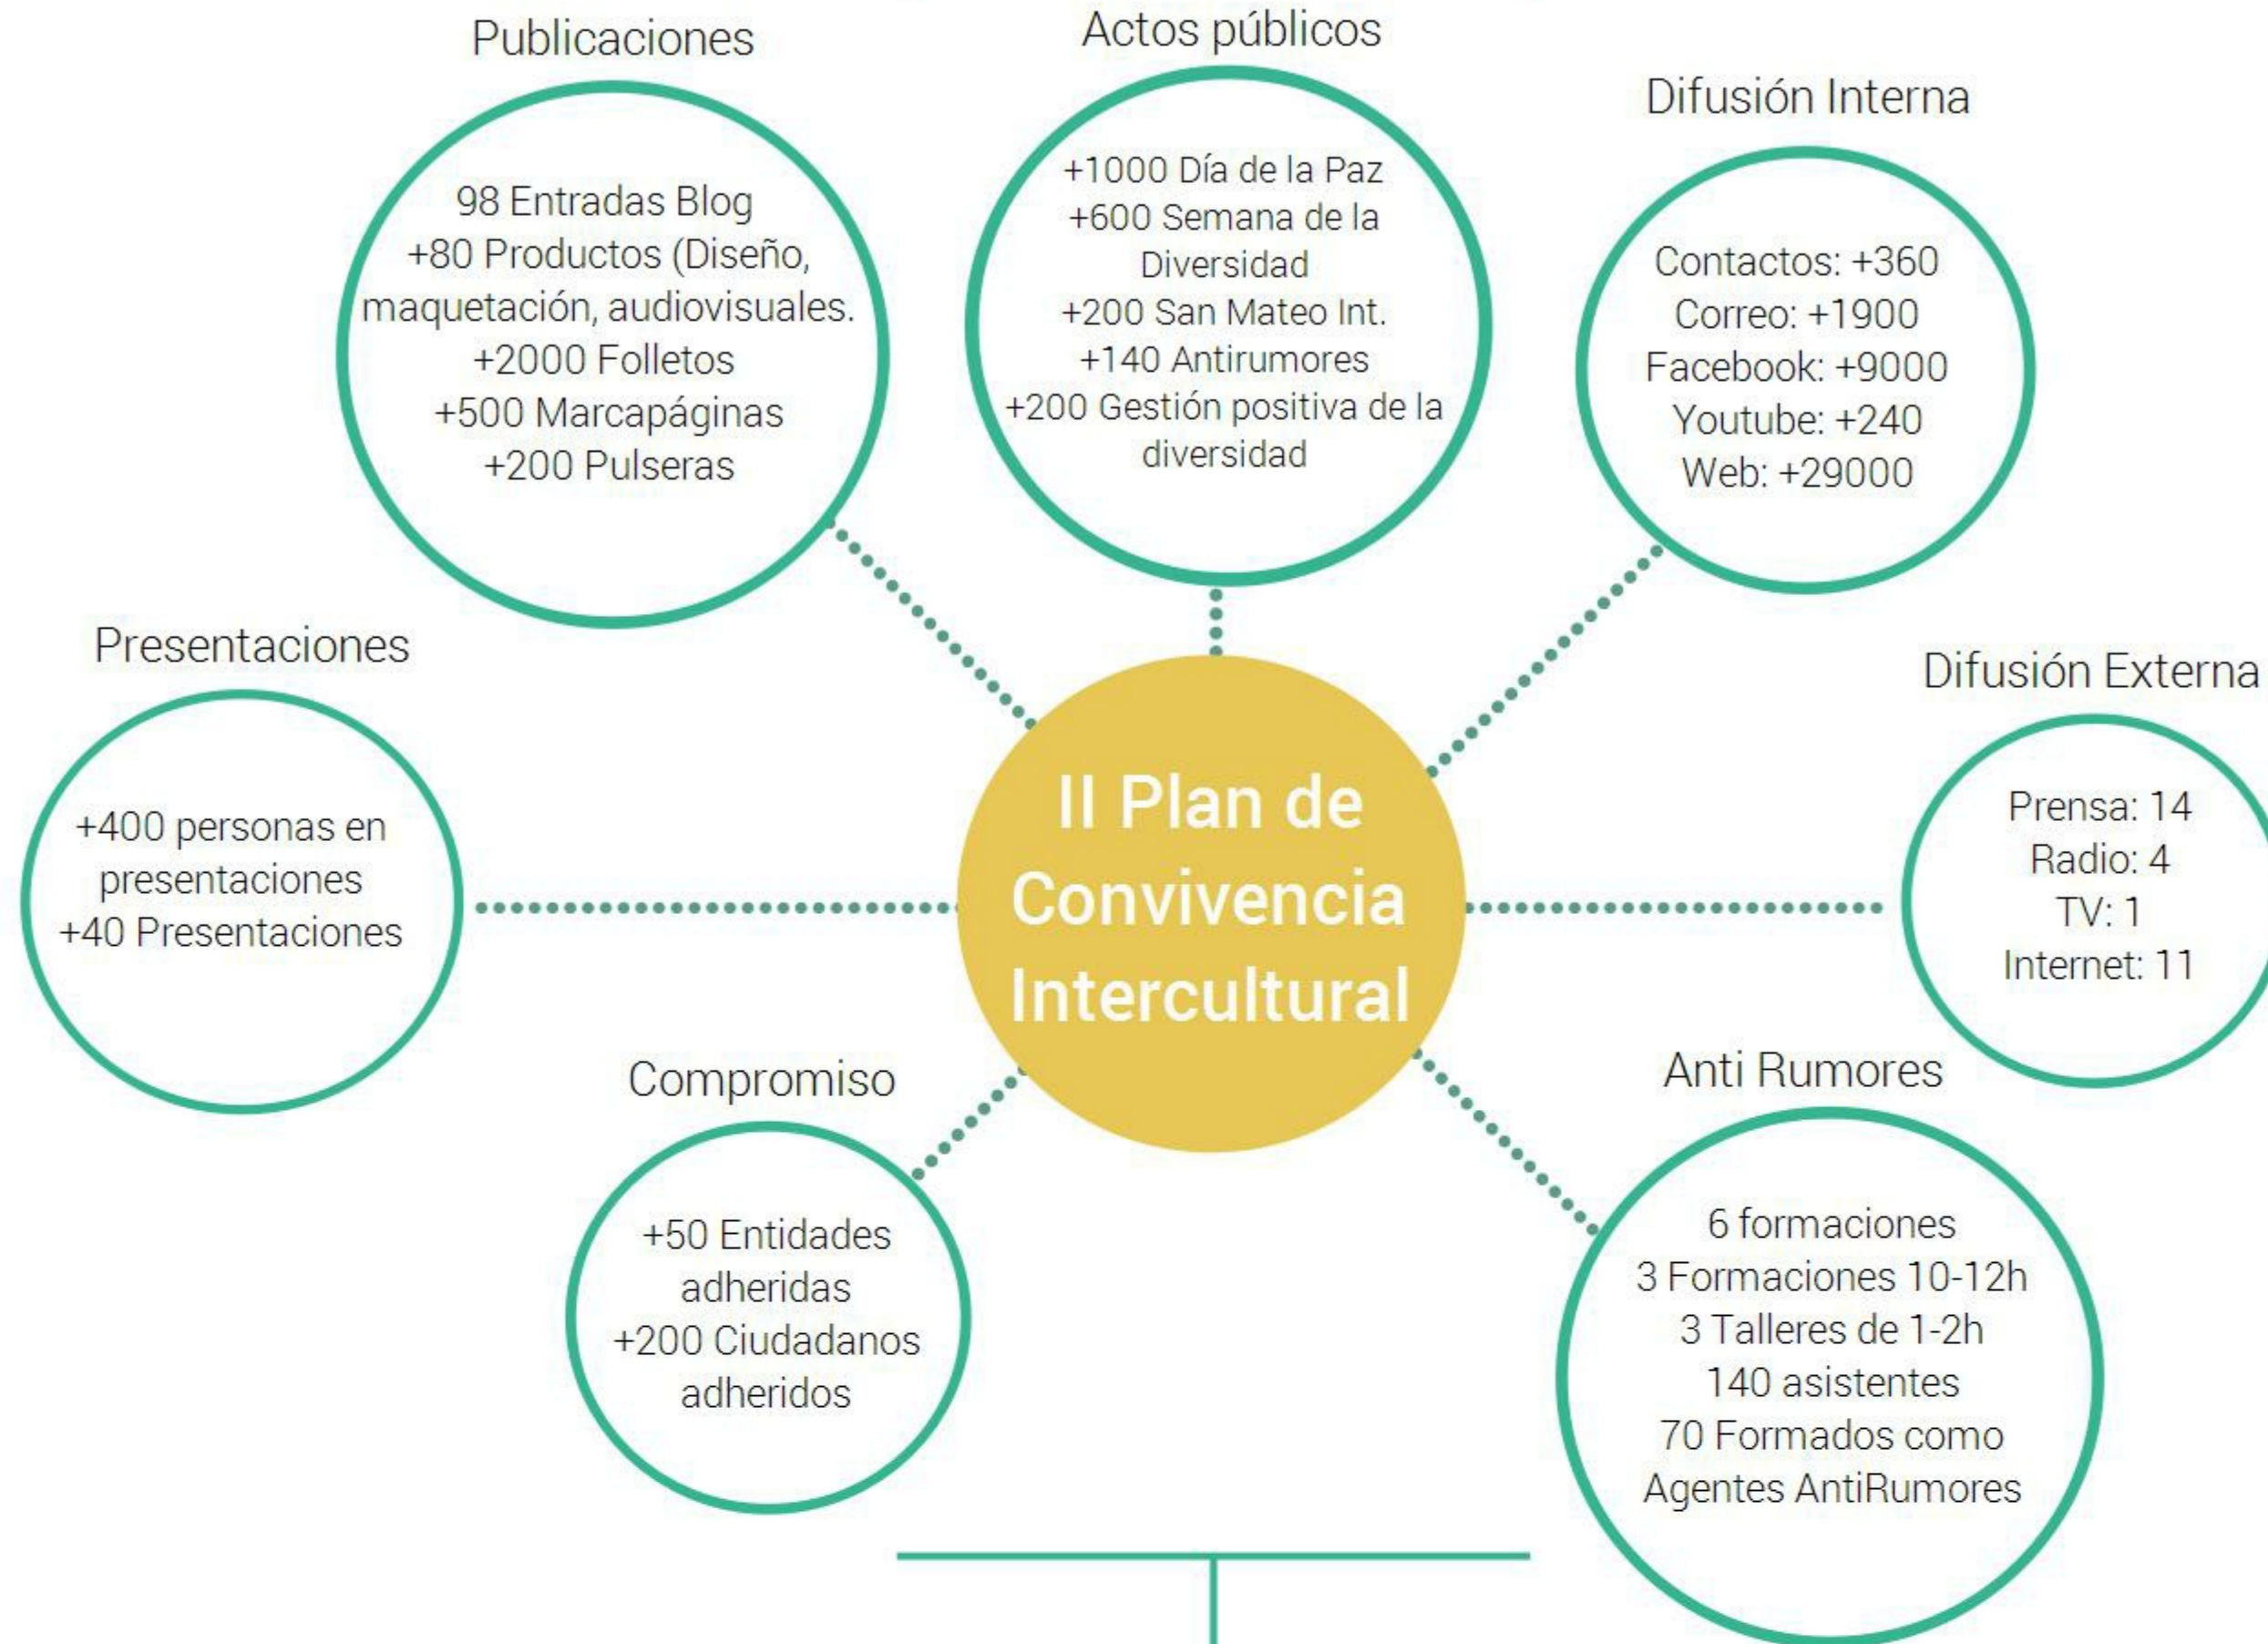 Publicaciones
98 Entradas Blog
+80 Productos (Diseño,
maquetación, audiovisuales.
+2000 Folletos
+500 Marcapáginas
+200 Pulseras
Actos públicos
+1000 Día de la Paz
+600 Semana de la
Diversidad
+200 San Mateo Int.
+140 Antirumores
+200 Gestión positiva de la
diversidad
Difusión Interna
Contactos: +360
Correo: +1900
Facebook: +9000
Youtube: +240
Web: +29000
Presentaciones
+400 personas en
presentaciones
+40 Presentaciones
II Plan de
Convivencia
Intercultural
Difusión Externa
Prensa: 14
Radio: 4
TV: 1
Internet: 11
Compromiso
+50 Entidades
adheridas
+200 Ciudadanos
adheridos
Anti Rumores
6 formaciones
3 Formaciones 10-12h
3 Talleres de 1-2h
140 asistentes
70 Formados como
Agentes AntiRumores